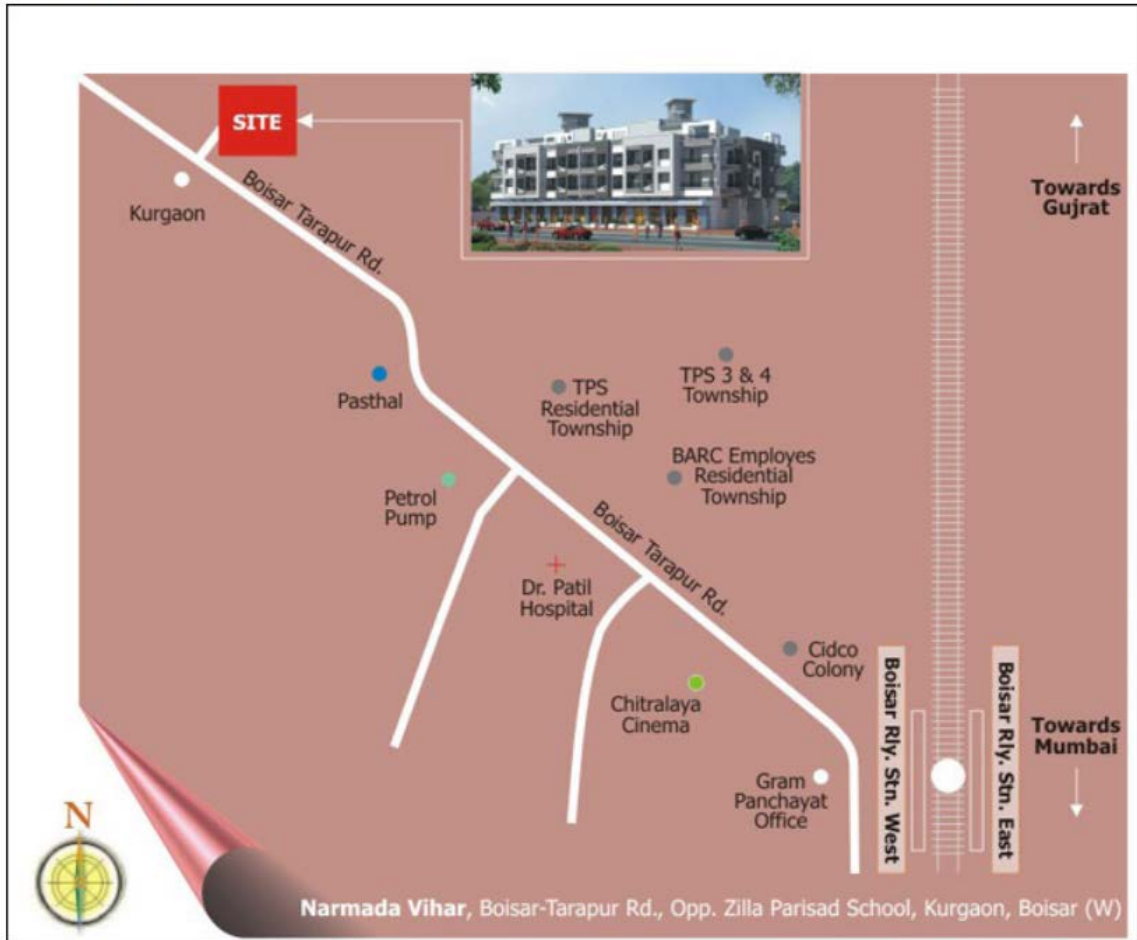 SITE
Kurgaon
Boisar Tarapur Rd.
Towards
Gujrat
Pasthal
TPS
Residential
Township
TPS 3 & 4
Township
BARC Employes
Residential
Township
Petrol
Pump
Boisar Tarapur Rd.
Dr. Patil
Hospital
Cidco
Colony
Chitralaya
Cinema
Gram
Panchayat
Office
Boisar Rly. Stn. West
Boisar Rly. Stn. East
Towards
Mumbai
N
Narmada Vihar, Boisar-Tarapur Rd., Opp. Zilla Parisad School, Kurgaon, Boisar (W)